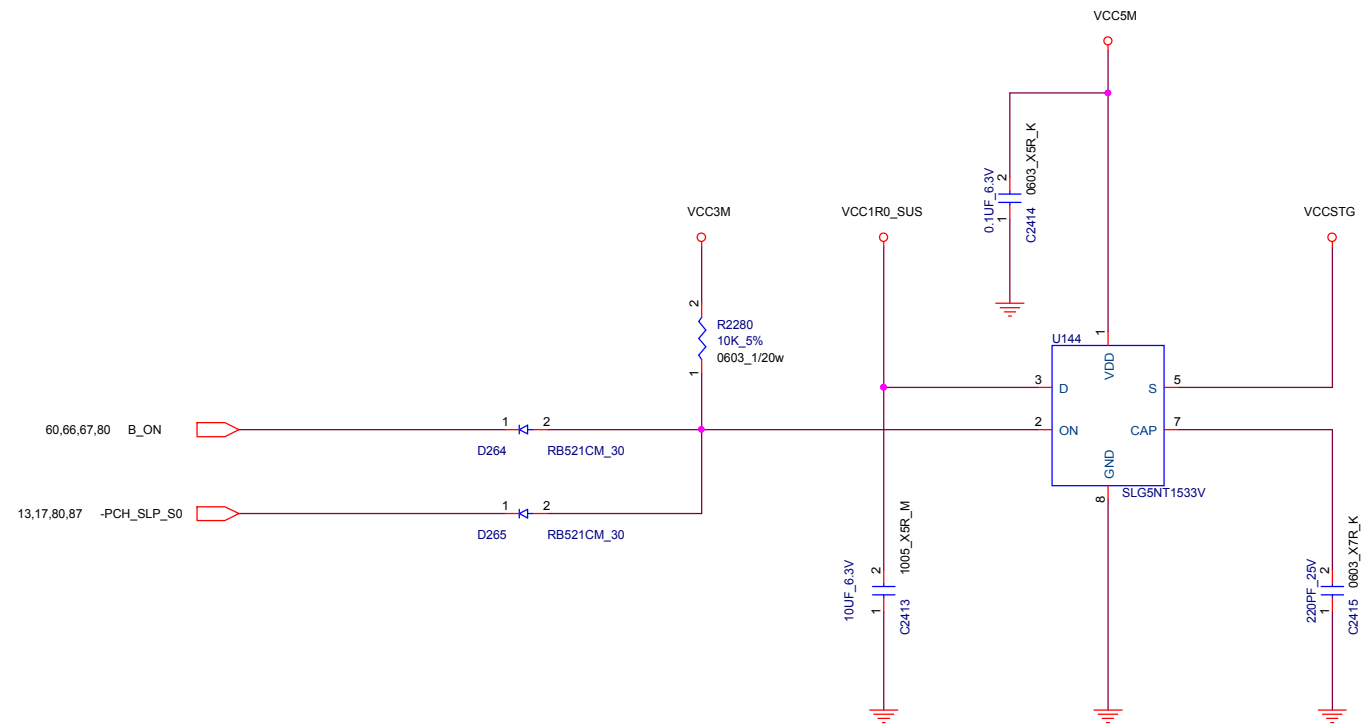 VCC5M
2
1
0.1UF_6.3V
C2414
0603_X5R_K
VCC3M
VCC1R0_SUS
VCCSTG
2
R2280
10K_5%
0603_1/20w
1
U144
1
VDD
3
D
S
5
60,66,67,80
B_ON
1
2
D264
RB521CM_30
2
ON
CAP
7
GND
8
SLG5NT1533V
13,17,80,87
-PCH_SLP_S0
1
2
D265
RB521CM_30
10UF_6.3V
2
1
1005_X5R_M
C2413
220PF_25V
2
1
0603_X7R_K
C2415